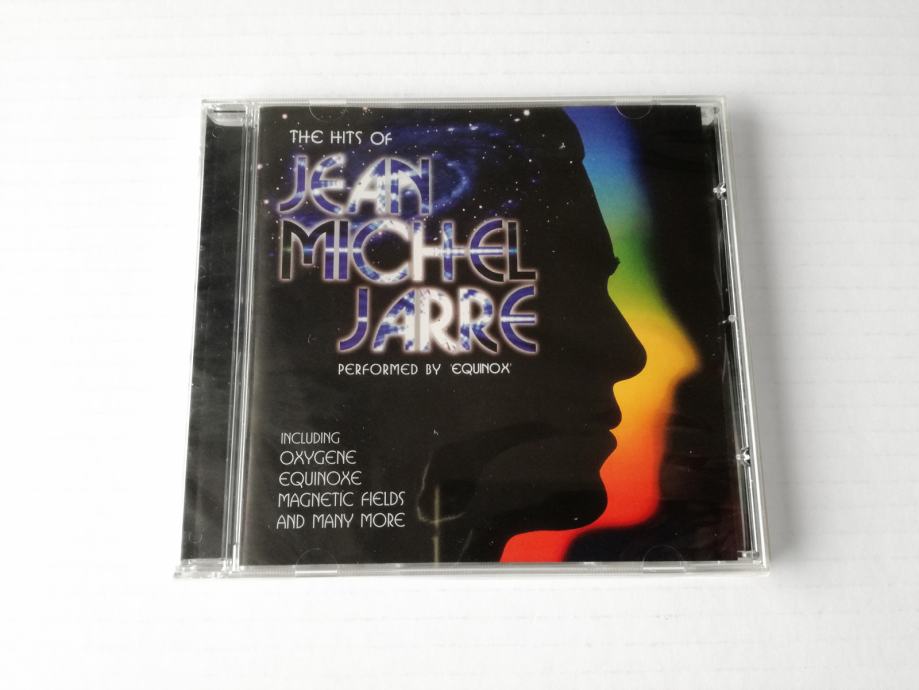 THE HITS OF
JEAN
MICHEL
JARRE
PERFORMED BY 'EQUINOX'
INCLUDING
OXYGENE
EQUINOXE
MAGNETIC FIELDS
AND MANY MORE